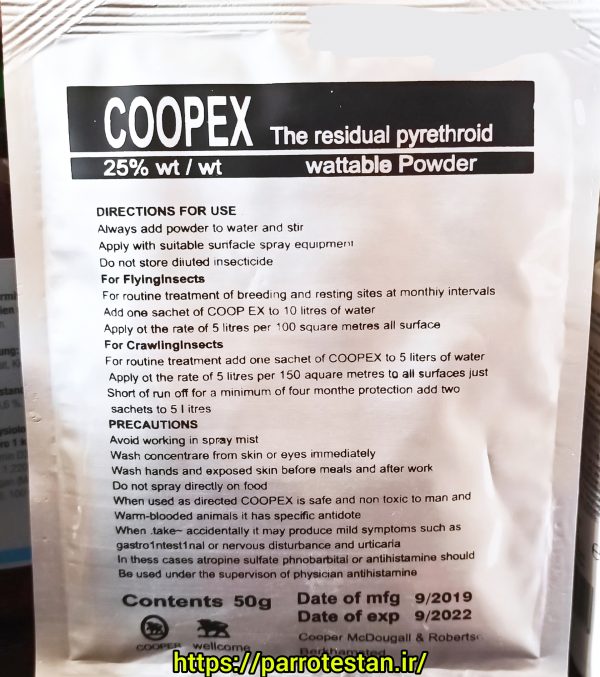 COOPEX The residual pyrethroid
25% wt / wt wattable Powder
DIRECTIONS FOR USE
Always add powder to water and stir
Apply with suitable sunfacle spray equipment
Do not store diiuted insecticide
For FlyingInsects
For routine treatment of breeding and resting sites at monthiy intervals
Add one sachet of COOP EX to 10 litres of water
Apply ot the rate of 5 litres per 100 square metres all surface
For CrawlingInsects
For routine treatment add one sachet of COOPEX to 5 liters of water
Apply ot the rate of 5 litres per 150 aquare metres to all surfaces just
Short of run off for a minimum of four monthe protection add two
sachets to 5 l itres
PRECAUTIONS
Avoid working in spray mist
Wash concentrare from skin or eyes immediately
Wash hands and exposed skin before meals and after work
Do not spray directly on food
When used as directed COOPEX is safe and non toxic to man and
Warm-blooded animals it has specific antidote
When .take~ accidentally it may produce mild symptoms such as
gastro1ntest1nal or nervous disturbance and urticaria
In thess cases atropine sulfate phnobarbital or antihistamine should
Be used under the supervison of physician antihistamine
Contents 50g
Date of mfg 9/2019
Date of exp 9/2022
COOPER wellcome
Cooper McDougall & Roberts
Berkhamsted
https://parrotestan.ir/